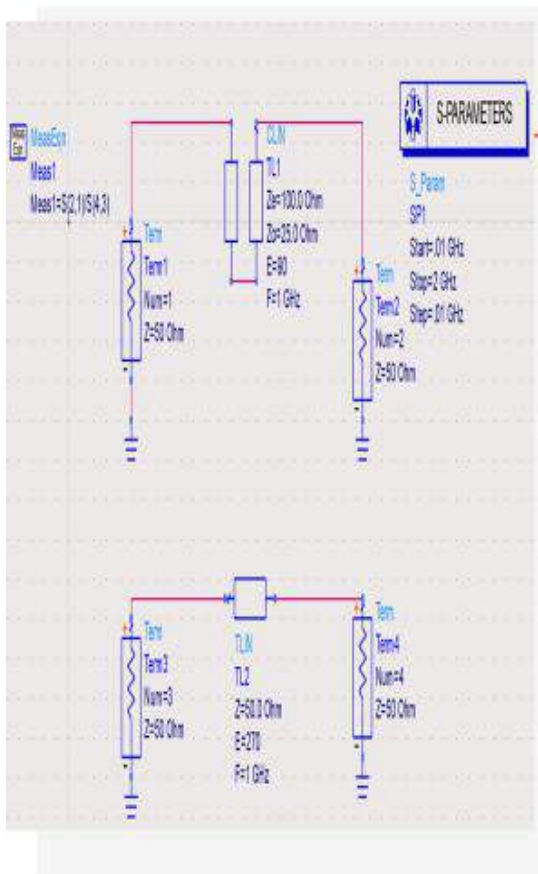 S-PARAMETERS
Meas
Eqn
MeasEqn
Meas1
Meas1=S(2,1)/S(4,3)
CLIN
TL1
Ze=100.0 Ohm
Zo=25.0 Ohm
E=90
F=1 GHz
S_Param
SP1
Start=.01 GHz
Stop=2 GHz
Step=.01 GHz
Term
Term1
Num=1
Z=50 Ohm
Term
Term2
Num=2
Z=50 Ohm
Term
Term3
Num=3
Z=50 Ohm
TLIN
TL2
Z=50.0 Ohm
E=270
F=1 GHz
Term
Term4
Num=4
Z=50 Ohm